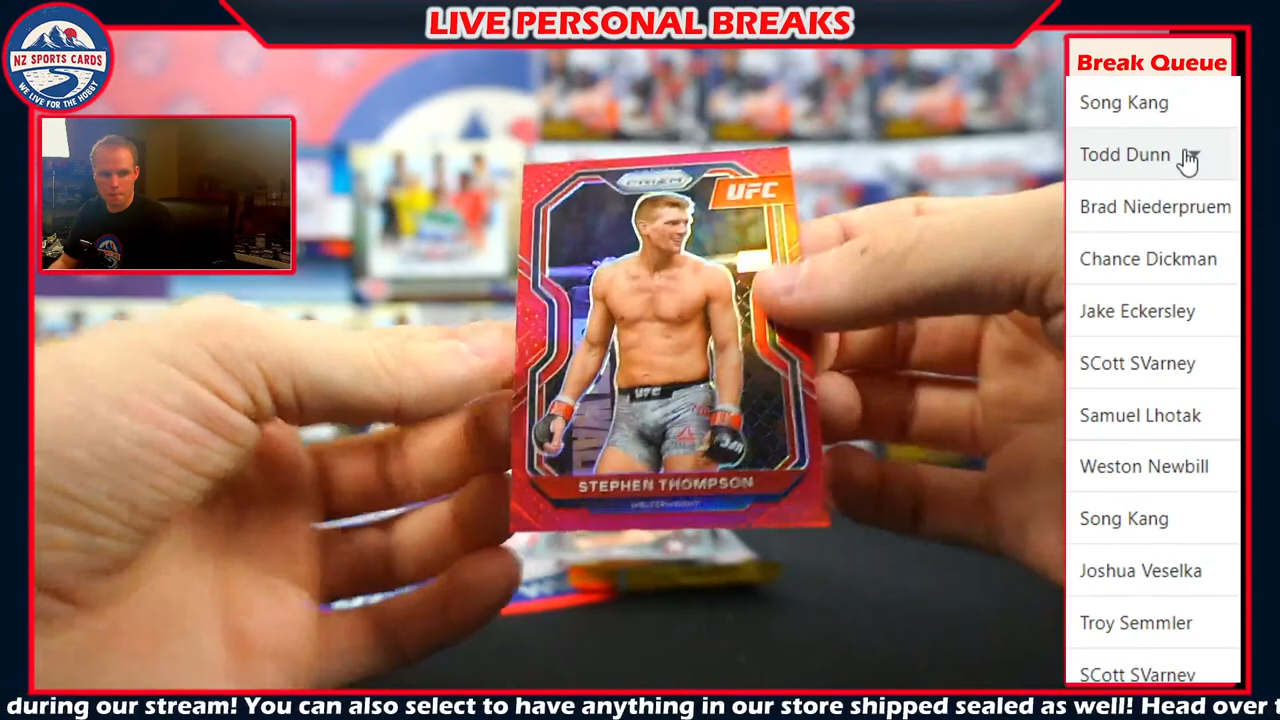 LIVE PERSONAL BREAKS
NZ SPORTS CARDS
WE LIVE FOR THE HOBBY
Break Queue
Song Kang
Todd Dunn
Brad Niederpruem
Chance Dickman
Jake Eckersley
SCott SVarney
Samuel Lhotak
Weston Newbill
Song Kang
Joshua Veselka
Troy Semmler
SCott SVarney
PRIZM
UFC
UFC
STEPHEN THOMPSON
WELTERWEIGHT
during our stream! You can also select to have anything in our store shipped sealed as well! Head over